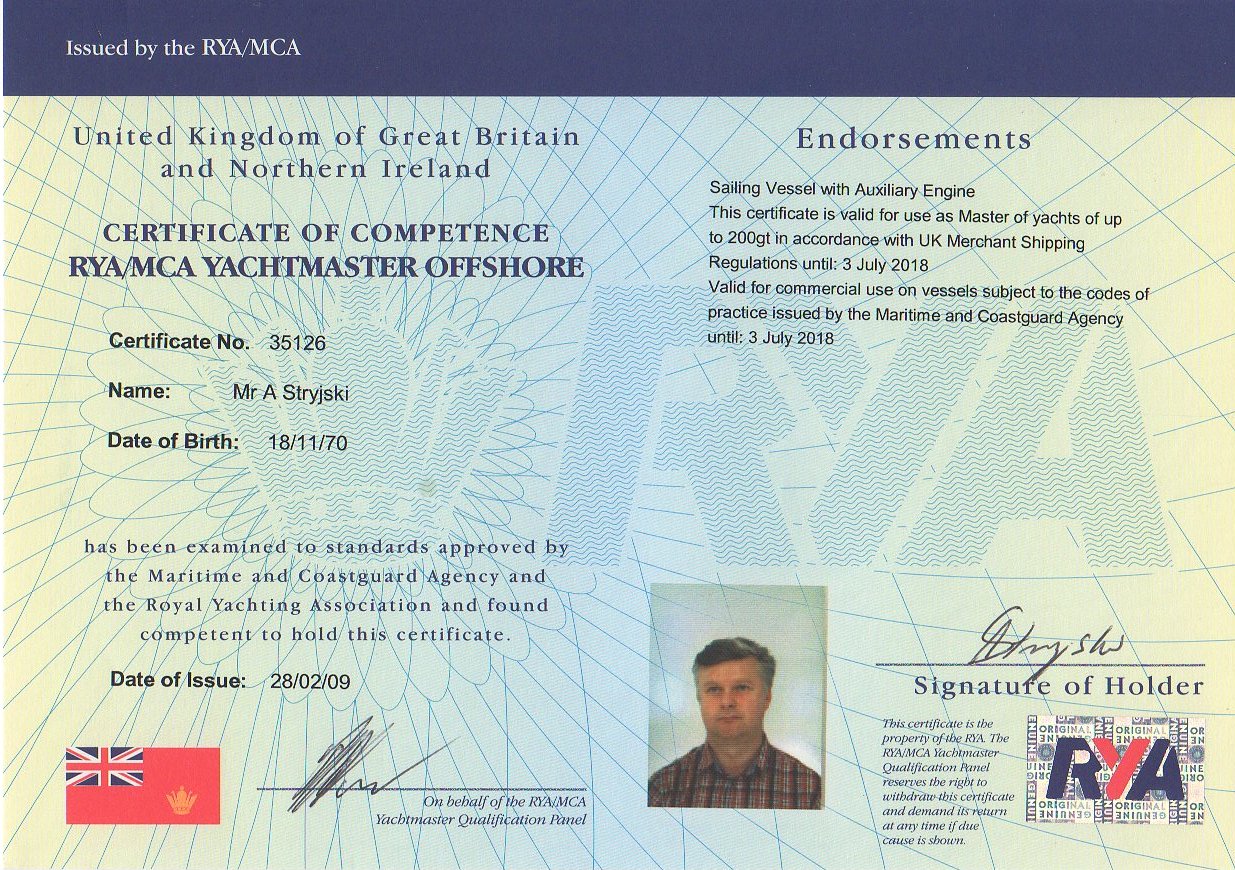 Issued by the RYA/MCA
United Kingdom of Great Britain
and Northern Ireland
CERTIFICATE OF COMPETENCE
RYA/MCA YACHTMASTER OFFSHORE
Certificate No. 35126
Name: Mr A Stryjski
Date of Birth: 18/11/70
has been examined to standards approved by
the Maritime and Coastguard Agency and
the Royal Yachting Association and found
competent to hold this certificate.
Date of Issue: 28/02/09
On behalf of the RYA/MCA
Yachtmaster Qualification Panel
Endorsements
Sailing Vessel with Auxiliary Engine
This certificate is valid for use as Master of yachts of up
to 200gt in accordance with UK Merchant Shipping
Regulations until: 3 July 2018
Valid for commercial use on vessels subject to the codes of
practice issued by the Maritime and Coastguard Agency
until: 3 July 2018
RYA
AStryjski
Signature of Holder
This certificate is the
property of the RYA. The
RYA/MCA Yachtmaster
Qualification Panel
reserves the right to
withdraw this certificate
and demand its return
at any time if due
cause is shown.
ORIGINAL
GENUINE
RYA
ORIGINAL
GENUINE